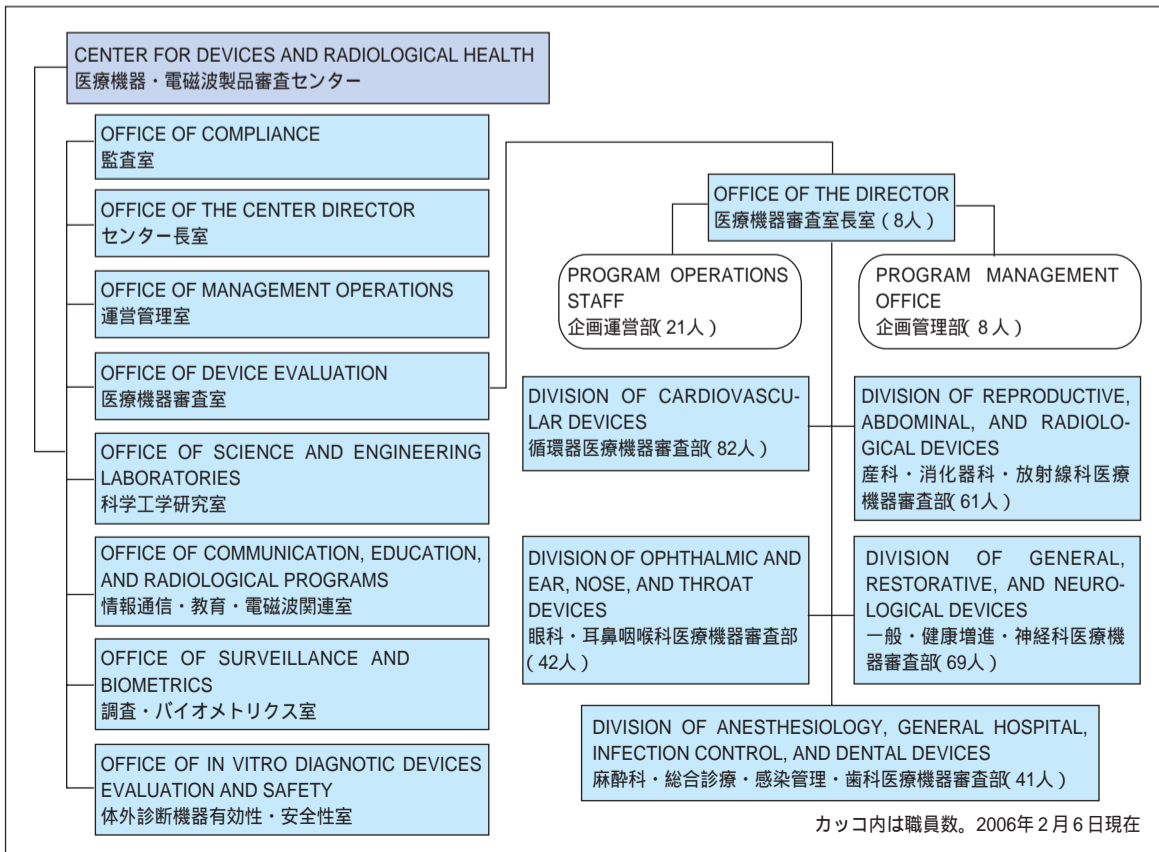 CENTER FOR DEVICES AND RADIOLOGICAL HEALTH
医療機器・電磁波製品審査センター
OFFICE OF COMPLIANCE
監査室
OFFICE OF THE CENTER DIRECTOR
センター長室
OFFICE OF MANAGEMENT OPERATIONS
運営管理室
OFFICE OF DEVICE EVALUATION
医療機器審査室
OFFICE OF SCIENCE AND ENGINEERING
LABORATORIES
科学工学研究室
OFFICE OF COMMUNICATION, EDUCATION,
AND RADIOLOGICAL PROGRAMS
情報通信・教育・電磁波関連室
OFFICE OF SURVEILLANCE AND
BIOMETRICS
調査・バイオメトリクス室
OFFICE OF IN VITRO DIAGNOSTIC DEVICES
EVALUATION AND SAFETY
体外診断機器有効性・安全性室
OFFICE OF THE DIRECTOR
医療機器審査室長室（8人）
PROGRAM OPERATIONS
STAFF
企画運営部（21人）
PROGRAM MANAGEMENT
OFFICE
企画管理部（8人）
DIVISION OF CARDIOVASCU-
LAR DEVICES
循環器医療機器審査部（82人）
DIVISION OF REPRODUCTIVE,
ABDOMINAL, AND RADIOLO-
GICAL DEVICES
産科・消化器科・放射線科医療
機器審査部（61人）
DIVISION OF OPHTHALMIC AND
EAR, NOSE, AND THROAT
DEVICES
眼科・耳鼻咽喉科医療機器審査部
（42人）
DIVISION OF GENERAL,
RESTORATIVE, AND NEURO-
LOGICAL DEVICES
一般・健康増進・神経科医療機
器審査部（69人）
DIVISION OF ANESTHESIOLOGY, GENERAL HOSPITAL,
INFECTION CONTROL, AND DENTAL DEVICES
麻酔科・総合診療・感染管理・歯科医療機器審査部（41人）
カッコ内は職員数。2006年2月6日現在